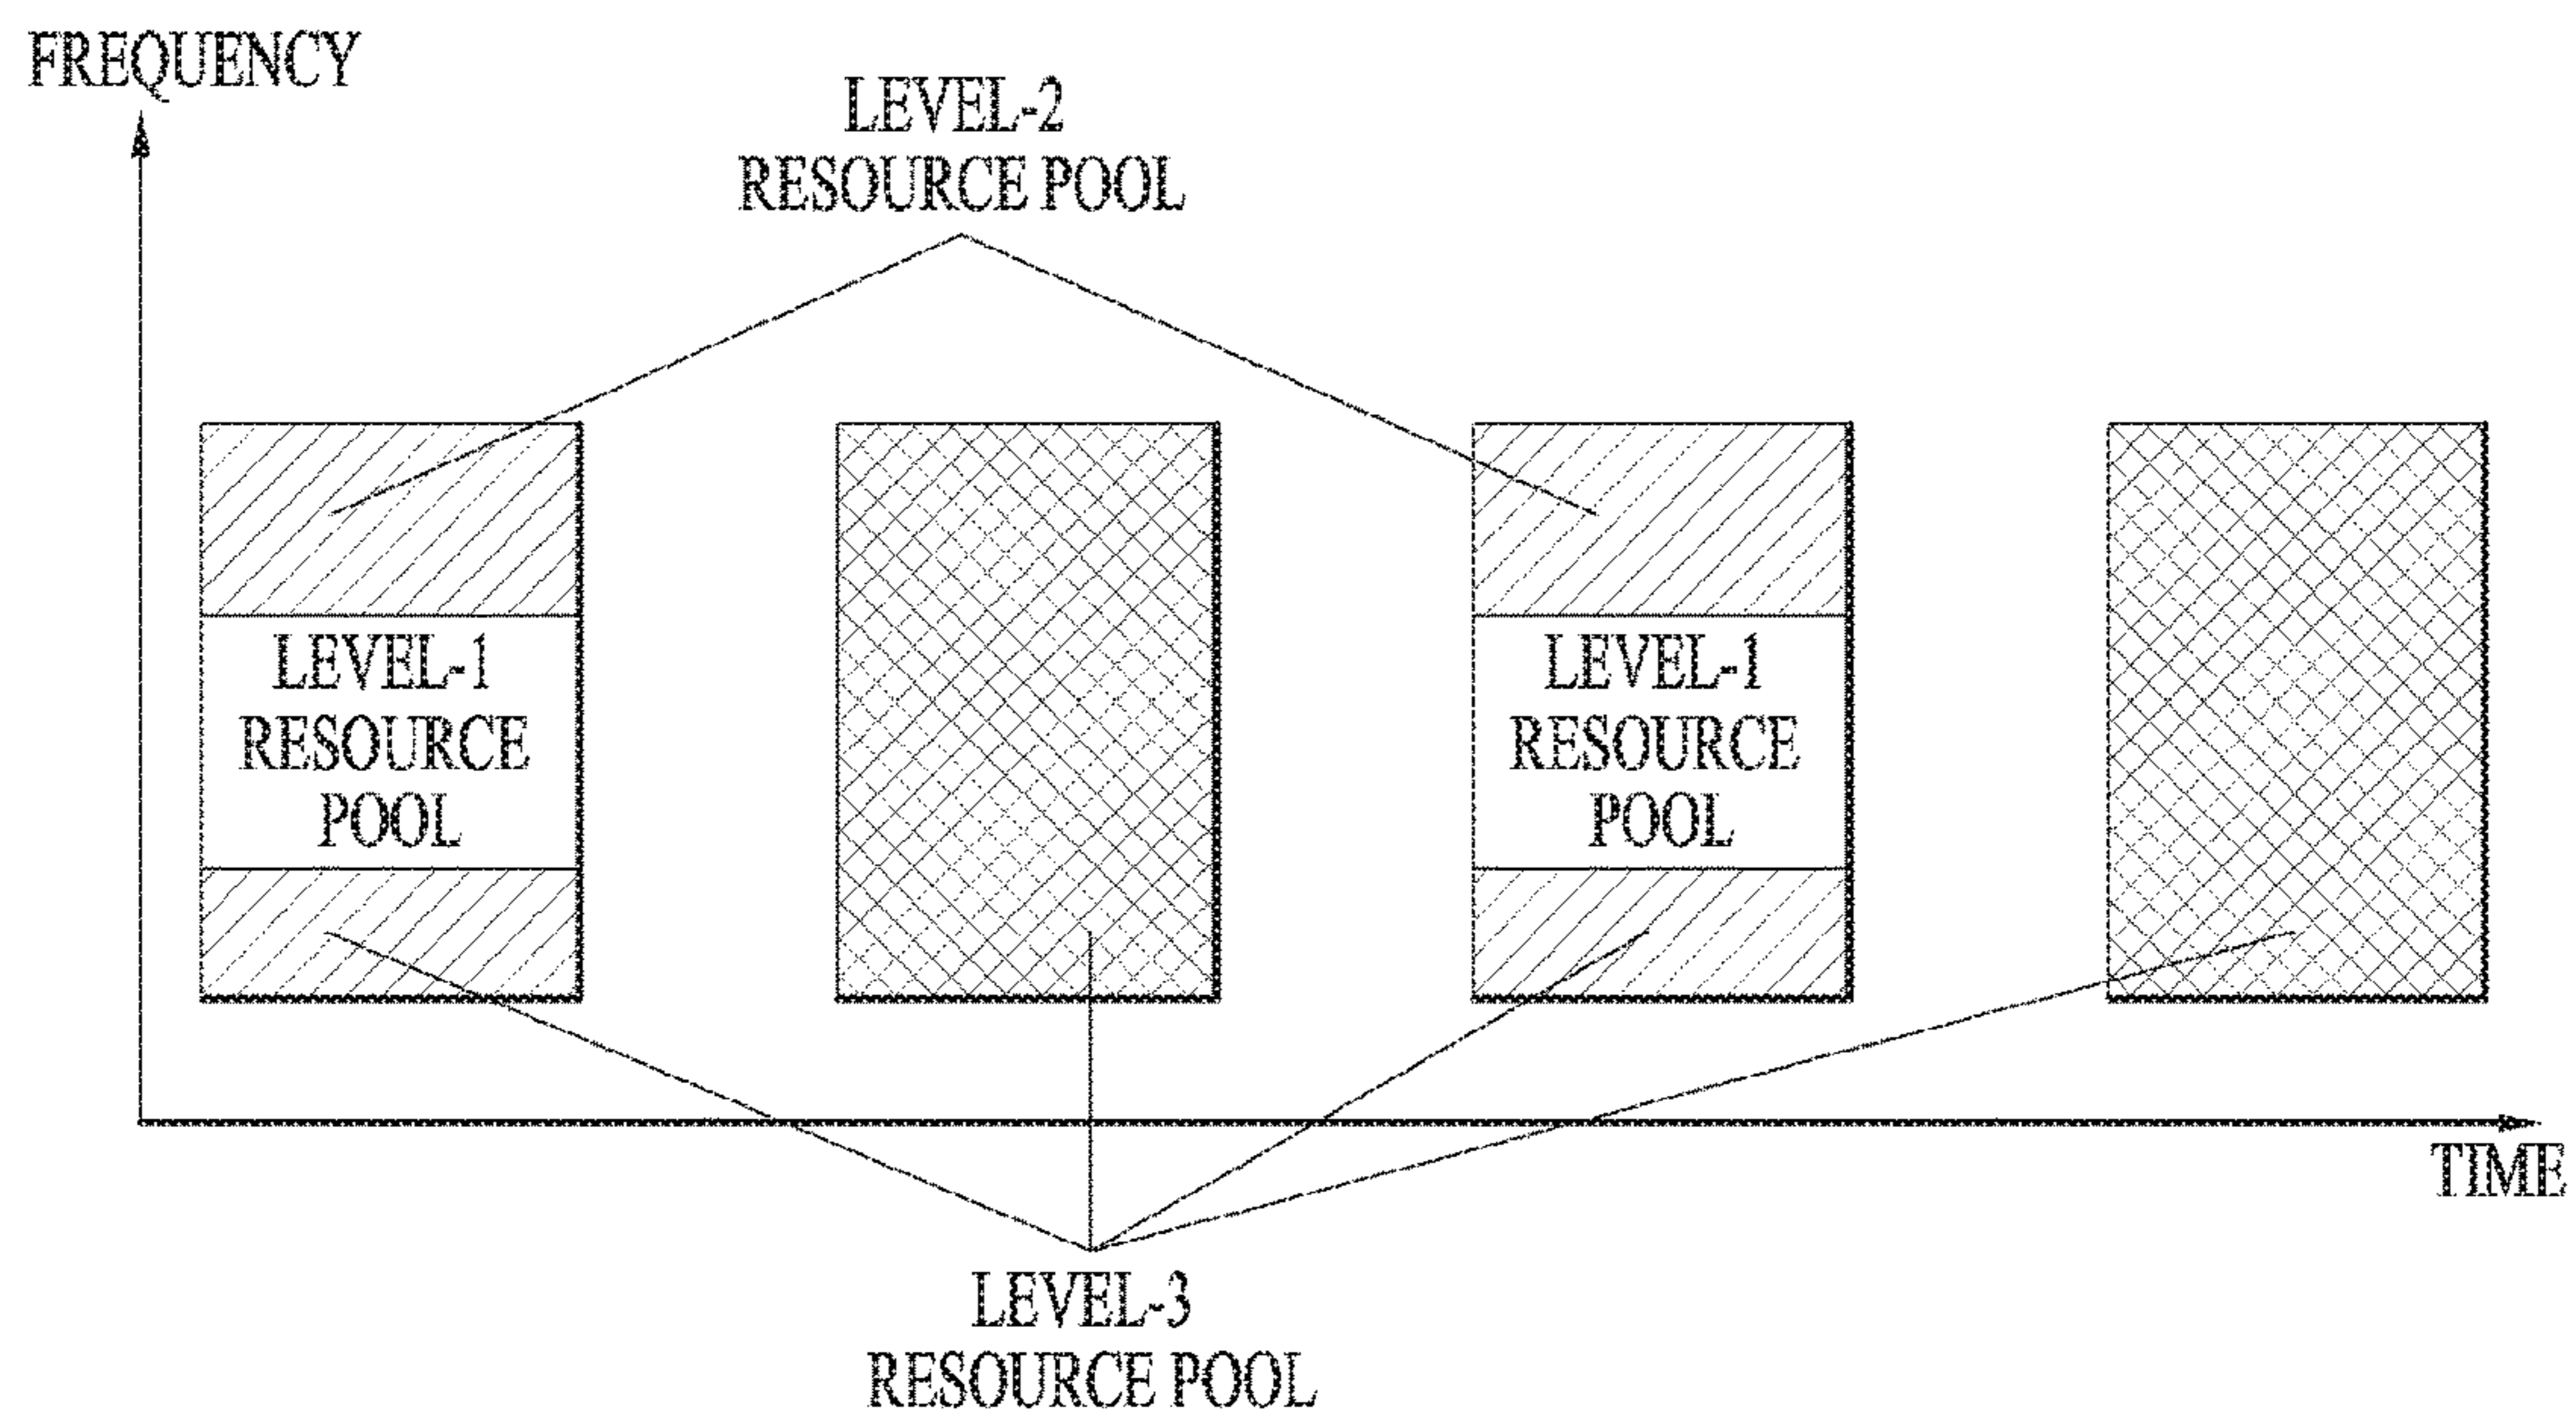 FREQUENCY
LEVEL-2
RESOURCE POOL
LEVEL-1
RESOURCE
POOL
LEVEL-1
RESOURCE
POOL
TIME
LEVEL-3
RESOURCE POOL